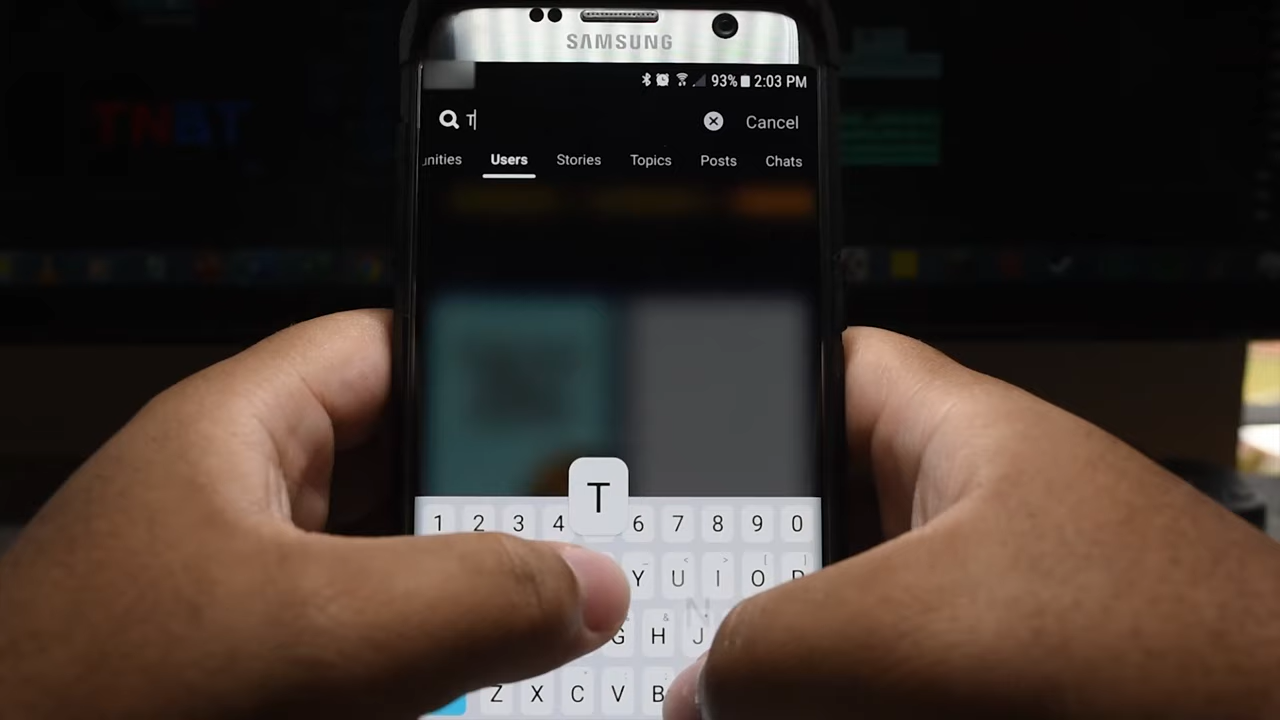 SAMSUNG
93% 2:03 PM
T Cancel
unities Users Stories Topics Posts Chats
TNBT
T
1 2 3 4 6 7 8 9 0
Y U I O P
N
G H J
Z X C V B